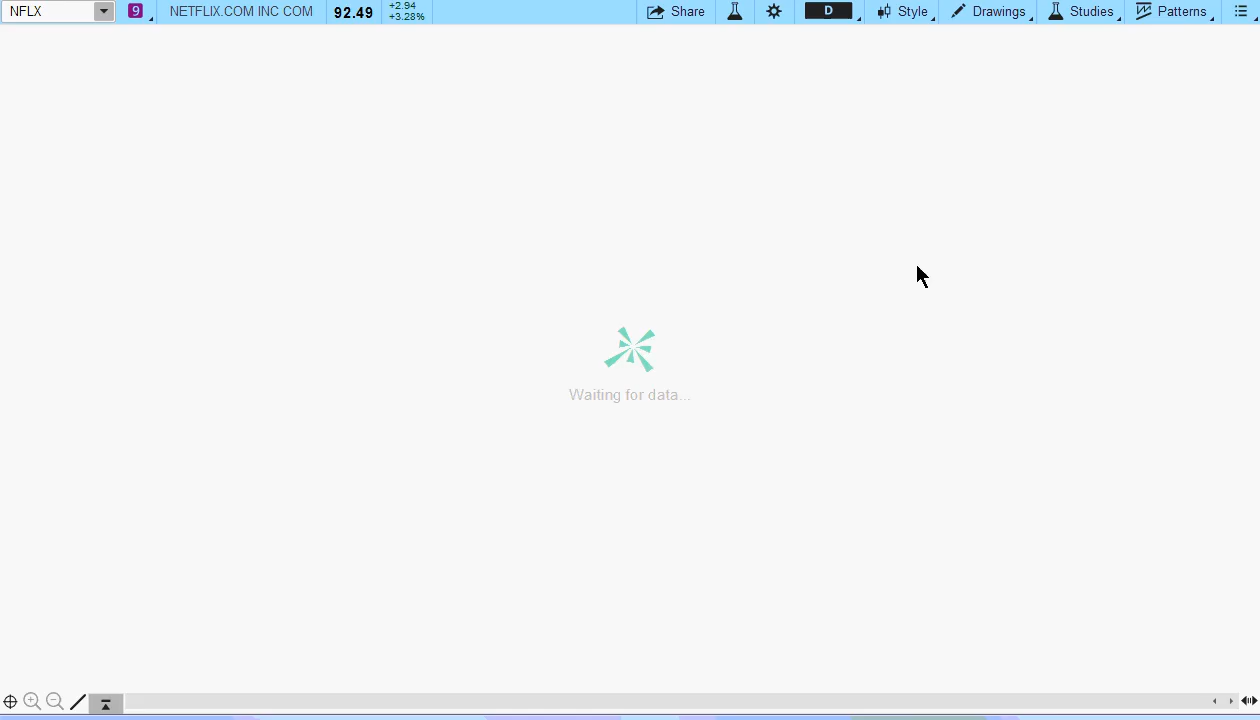 NFLX 9 NETFLIX.COM INC COM 92.49 +2.94 Share D Style Drawings Studies Patterns
+3.28%
Waiting for data...